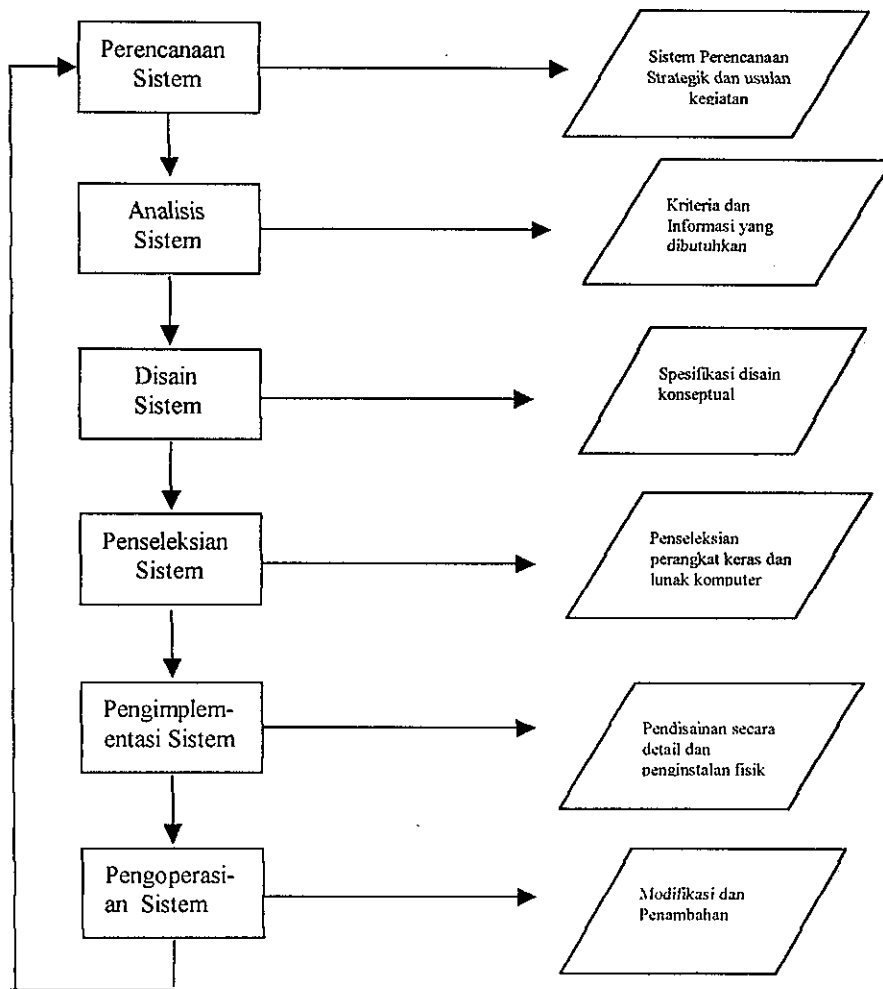 Perencanaan
Sistem
Sistem Perencanaan
Strategik dan usulan
kegiatan
Analisis
Sistem
Kriteria dan
Informasi yang
dibutuhkan
Disain
Sistem
Spesifikasi disain
konseptual
Penseleksian
Sistem
Penseleksian
perangkat keras dan
lunak komputer
Pengimplem-
entasi Sistem
Pendisainan secara
detail dan
penginstalan fisik
Pengoperasi-
an Sistem
Modifikasi dan
Penambahan